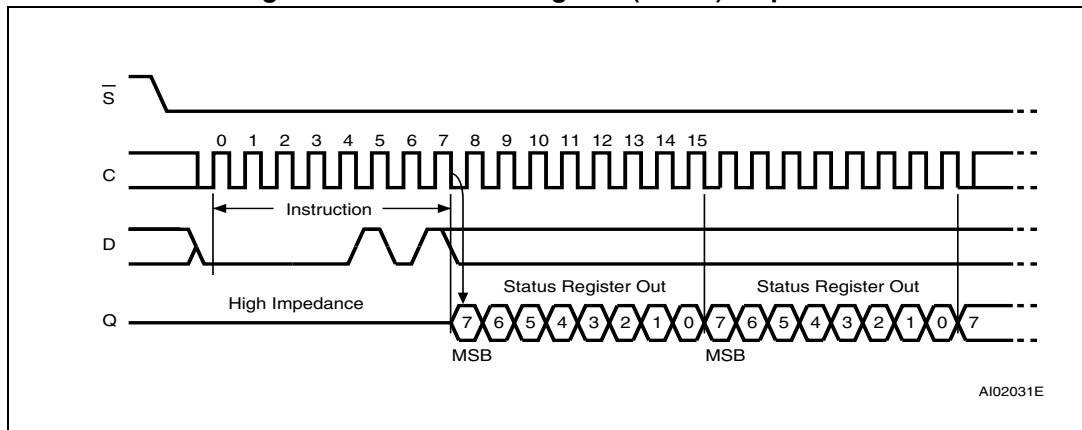 S
0 1 2 3 4 5 6 7 8 9 10 11 12 13 14 15
C
Instruction
D
Status Register Out Status Register Out
High Impedance
Q 7 6 5 4 3 2 1 0 7 6 5 4 3 2 1 0 7
MSB MSB
AI02031E